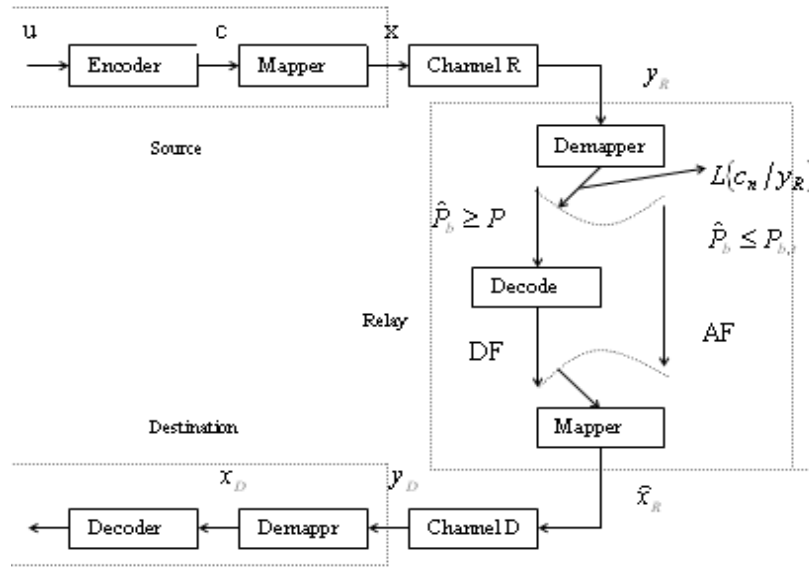 u
c
x
Encoder
Mapper
Channel R
y_R
Source
Demapper
L(c_n / y_R
P̂_b ≥ P
P̂_b ≤ P_b,t
Decode
Relay
DF
AF
Mapper
Destination
x_D
y_D
x̂_R
Decoder
Demappr
Channel D